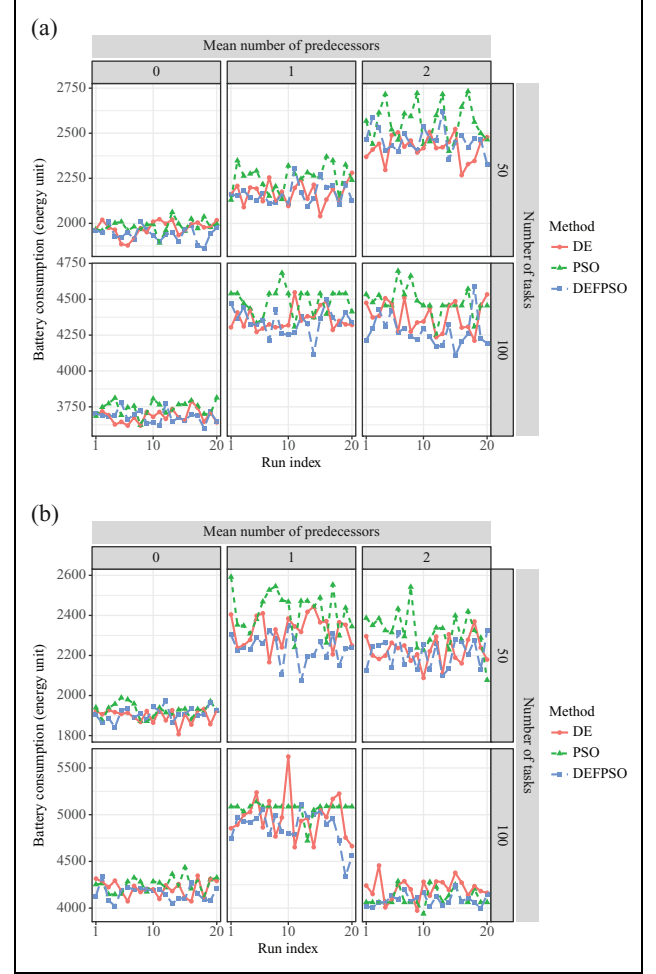 (a)
Mean number of predecessors
0 1 2
2750
2500
2250
2000
50
4750
4500
4250
3750
100
Battery consumption (energy unit)
Number of tasks
Method
DE
PSO
DEFPSO
1 10 20 1 10 20 1 10 20
Run index
(b)
Mean number of predecessors
0 1 2
2600
2400
2200
2000
1800
50
5500
5000
4500
4000
100
Battery consumption (energy unit)
Number of tasks
Method
DE
PSO
DEFPSO
1 10 20 1 10 20 1 10 20
Run index